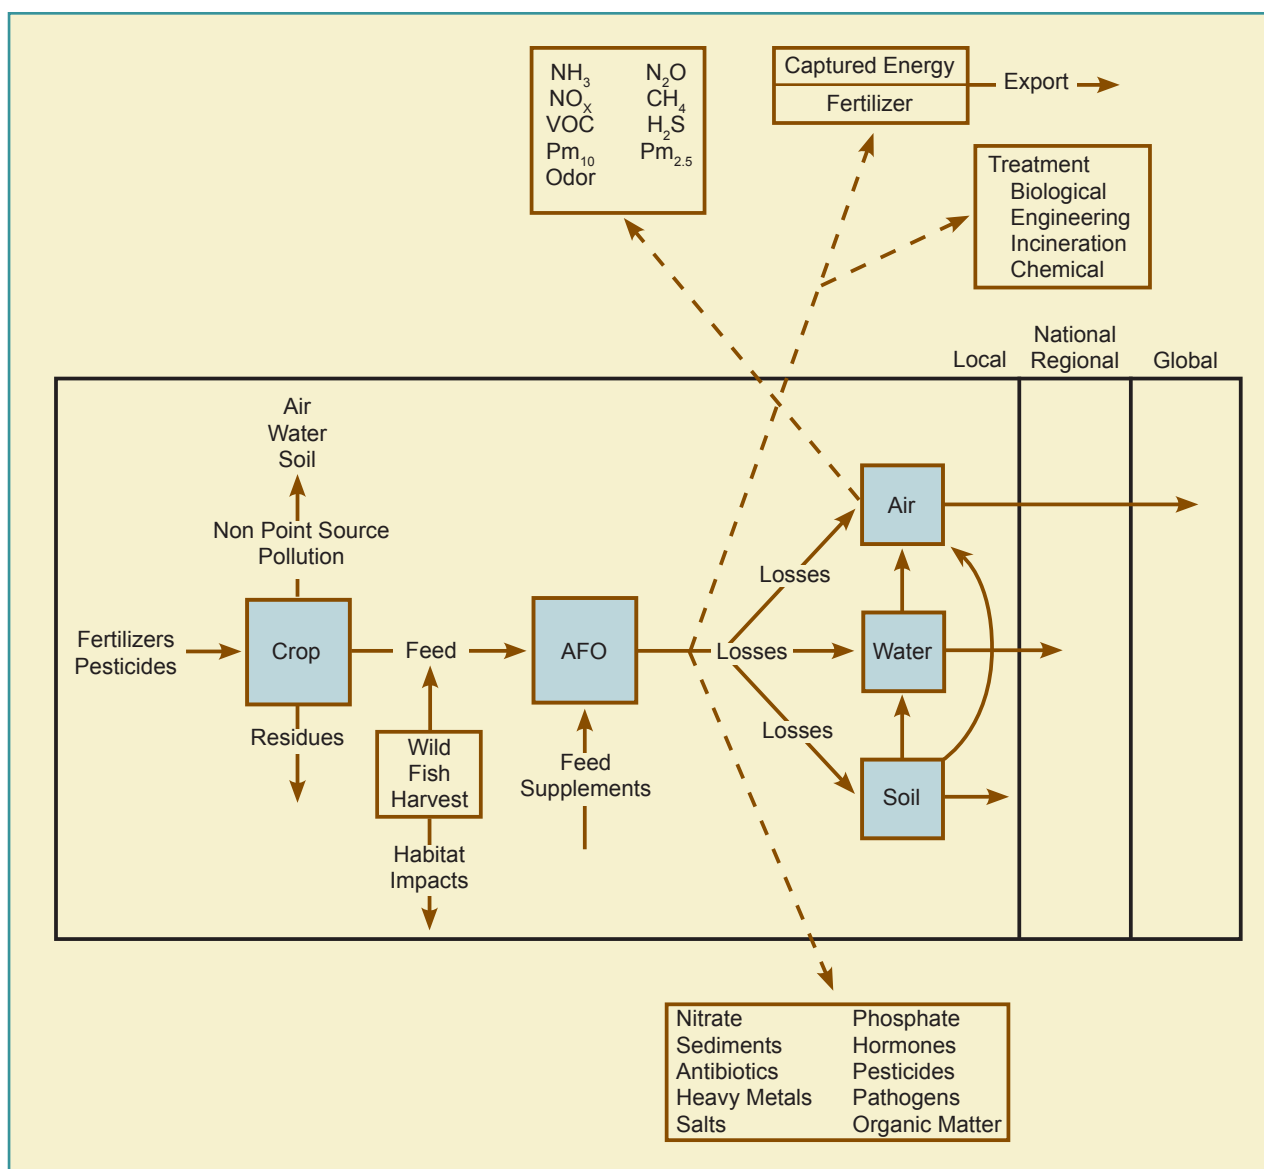 NH₃ N₂O
NOₓ CH₄
VOC H₂S
Pm₁₀ Pm₂.₅
Odor
Captured Energy
Fertilizer
Export
Treatment
Biological
Engineering
Incineration
Chemical
Local
National
Regional
Global
Air
Water
Soil
Non Point Source
Pollution
Fertilizers
Pesticides
Crop
Residues
Feed
Wild
Fish
Harvest
Habitat
Impacts
AFO
Feed
Supplements
Losses
Losses
Losses
Air
Water
Soil
Nitrate Phosphate
Sediments Hormones
Antibiotics Pesticides
Heavy Metals Pathogens
Salts Organic Matter